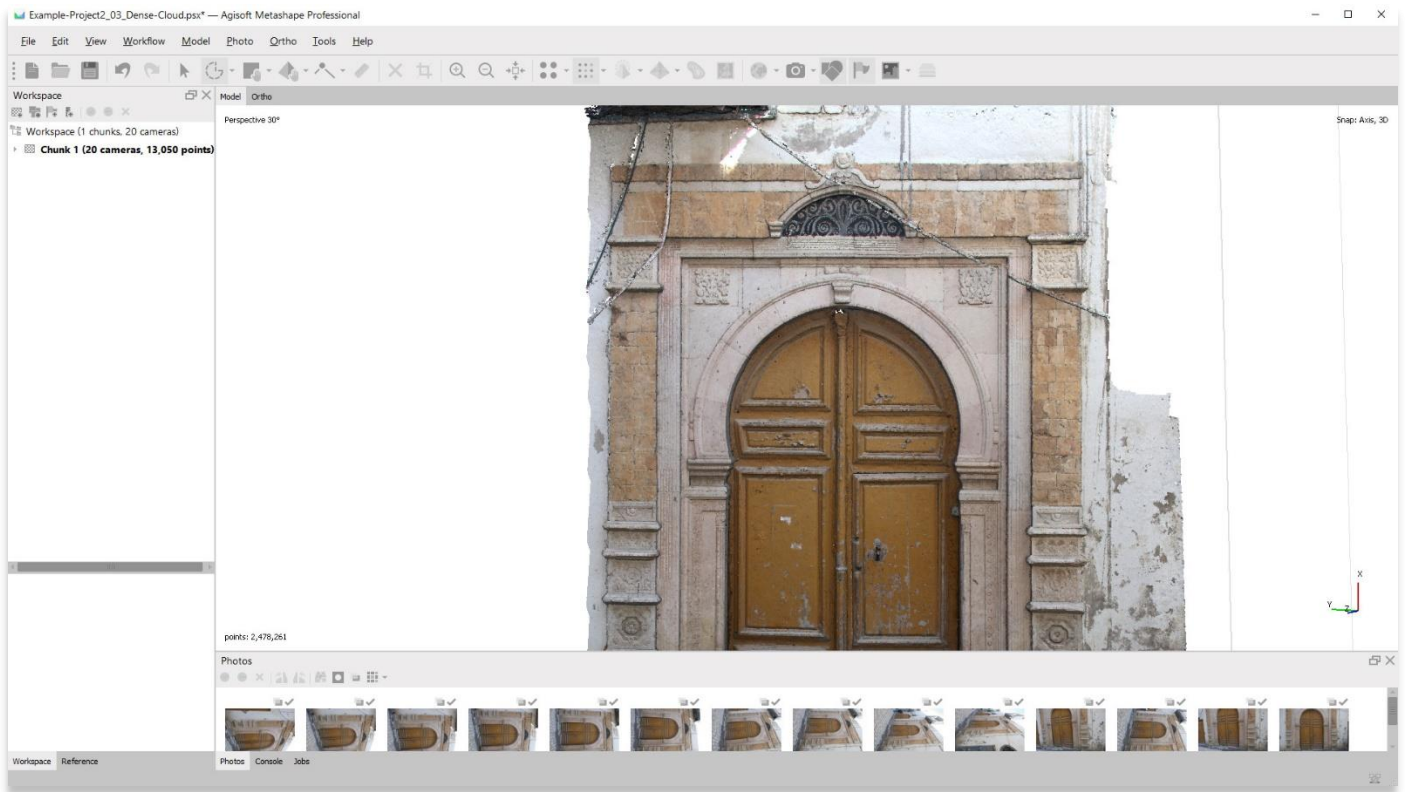 Example-Project2_03_Dense-Cloud.psx* — Agisoft Metashape Professional
File Edit View Workflow Model Photo Ortho Tools Help
Workspace
Model Ortho
Perspective 30°
Snap: Axis, 3D
Workspace (1 chunks, 20 cameras)
Chunk 1 (20 cameras, 13,050 points)
X
Y
Z
points: 2,478,261
Photos
Workspace Reference
Photos Console Jobs